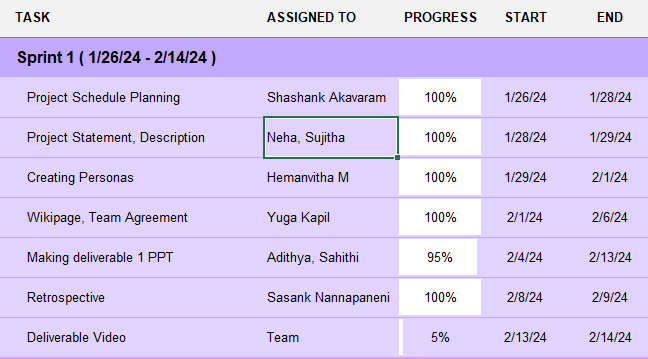 TASK ASSIGNED TO PROGRESS START END
Sprint 1 ( 1/26/24 - 2/14/24 )
Project Schedule Planning Shashank Akavaram 100% 1/26/24 1/28/24
Project Statement, Description Neha, Sujitha 100% 1/28/24 1/29/24
Creating Personas Hemanvitha M 100% 1/29/24 2/1/24
Wikipage, Team Agreement Yuga Kapil 100% 2/1/24 2/6/24
Making deliverable 1 PPT Adithya, Sahithi 95% 2/4/24 2/13/24
Retrospective Sasank Nannapaneni 100% 2/8/24 2/9/24
Deliverable Video Team 5% 2/13/24 2/14/24